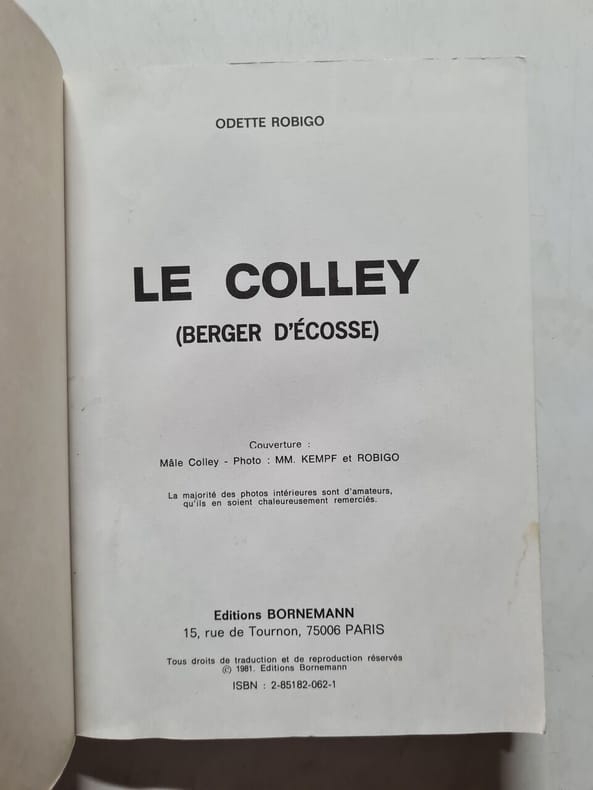 ODETTE ROBIGO
LE COLLEY
(BERGER D'ÉCOSSE)
Couverture :
Mâle Colley - Photo : MM. KEMPF et ROBIGO
La majorité des photos intérieures sont d'amateurs,
qu'ils en soient chaleureusement remerciés.
Editions BORNEMANN
15, rue de Tournon, 75006 PARIS
Tous droits de traduction et de reproduction réservés
© 1981. Editions Bornemann
ISBN : 2-85182-062-1